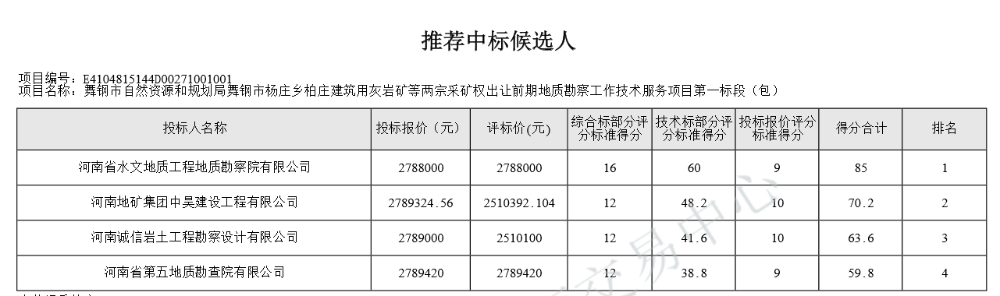 推荐中标候选人
项目编号：E4104815144D00271001001
项目名称：舞钢市自然资源和规划局舞钢市杨庄乡柏庄建筑用灰岩矿等两宗采矿权出让前期地质勘察工作技术服务项目第一标段（包）
投标人名称 投标报价（元） 评标价(元) 综合标部分评分标准得分 技术标部分评分标准得分 投标报价评分标准得分 得分合计 排名
河南省水文地质工程地质勘察院有限公司 2788000 2788000 16 60 9 85 1
河南地矿集团中昊建设工程有限公司 2789324.56 2510392.104 12 48.2 10 70.2 2
河南诚信岩土工程勘察设计有限公司 2789000 2510100 12 41.6 10 63.6 3
河南省第五地质勘查院有限公司 2789420 2789420 12 38.8 9 59.8 4
交易中心